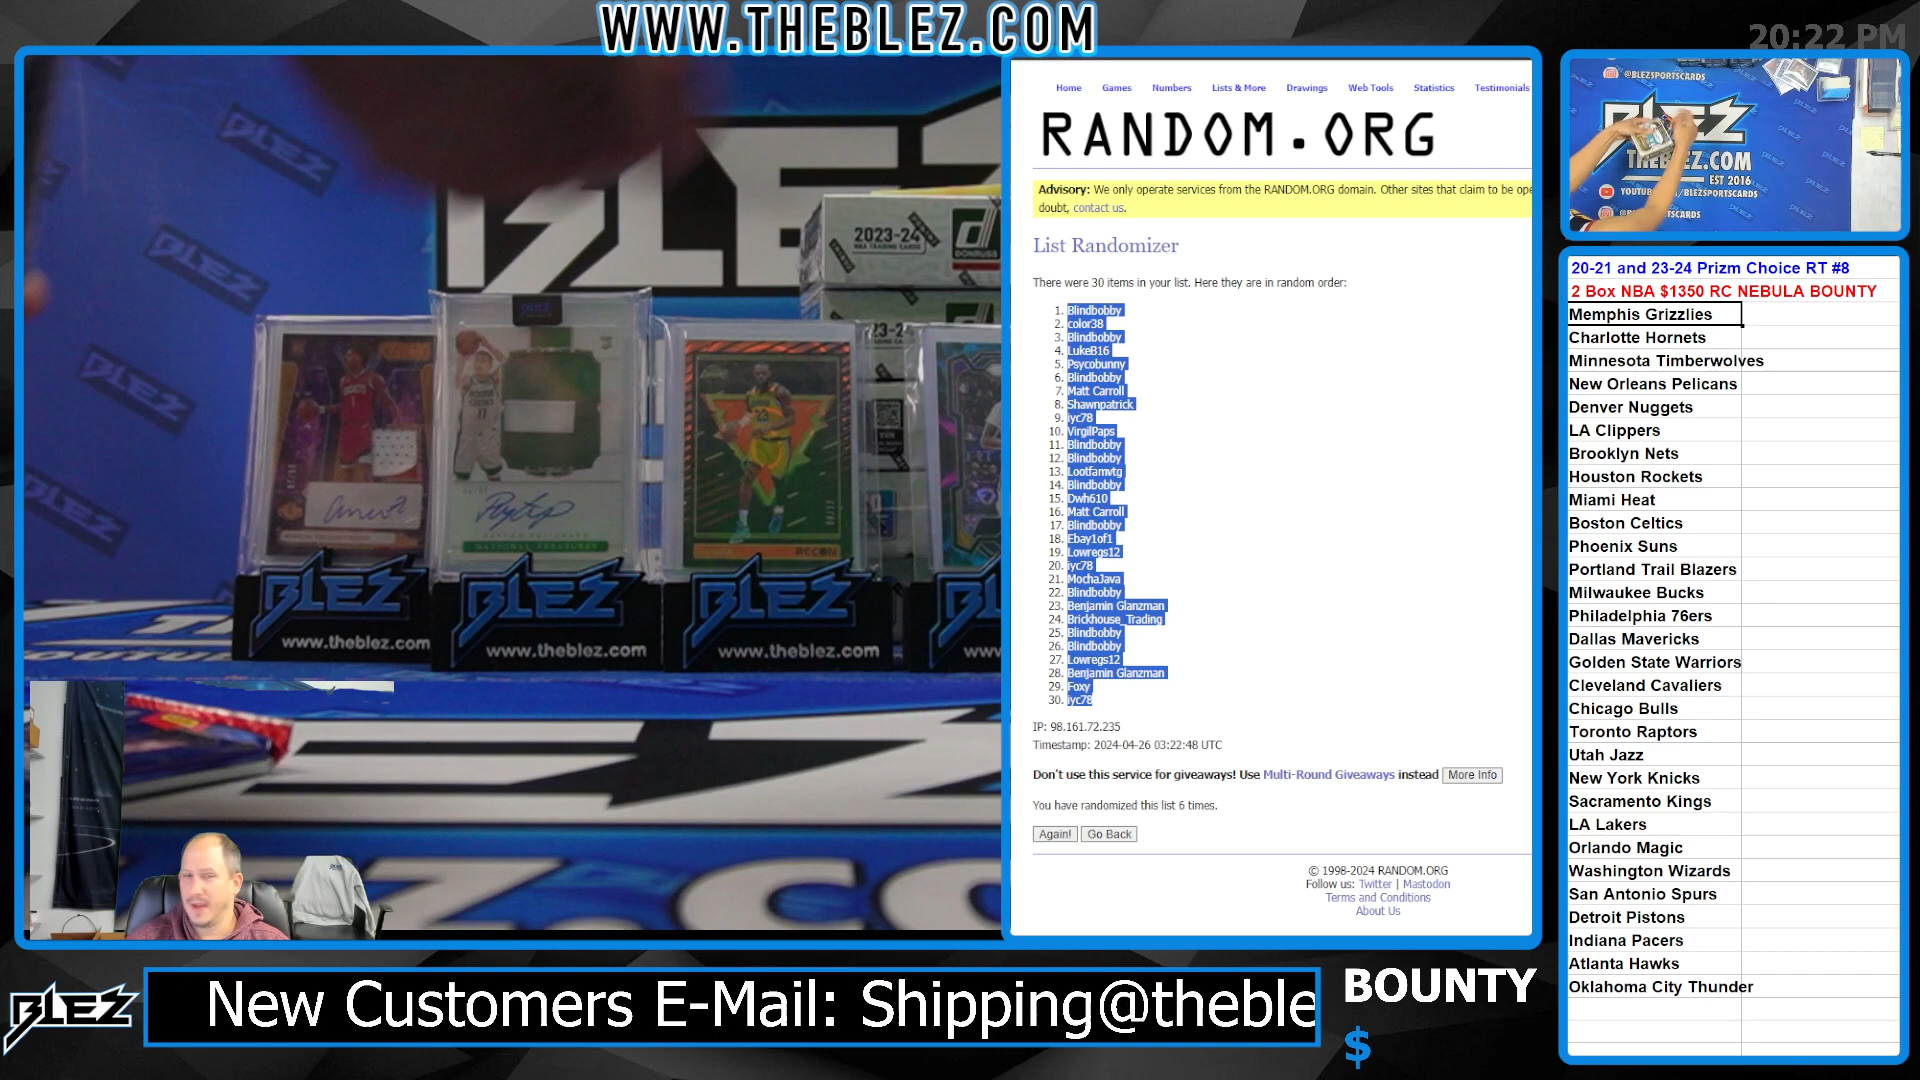 WWW.THEBLEZ.COM
20:22 PM
Home Games Numbers Lists & More Drawings Web Tools Statistics Testimonials
RANDOM.ORG
Advisory: We only operate services from the RANDOM.ORG domain. Other sites that claim to be ope
doubt, contact us.
List Randomizer
There were 30 items in your list. Here they are in random order:
1. Blindbobby
2. color38
3. Blindbobby
4. LukeB16
5. Psycobunny
6. Blindbobby
7. Matt Carroll
8. Shawnpatrick
9. iyc78
10. VirgilPaps
11. Blindbobby
12. Blindbobby
13. Lootfamvtg
14. Blindbobby
15. Dwh610
16. Matt Carroll
17. Blindbobby
18. Ebay1of1
19. Lowregs12
20. iyc78
21. MochaJava
22. Blindbobby
23. Benjamin Glanzman
24. Brickhouse_Trading
25. Blindbobby
26. Blindbobby
27. Lowregs12
28. Benjamin Glanzman
29. Foxy
30. iyc78
IP: 98.161.72.235
Timestamp: 2024-04-26 03:22:48 UTC
Don't use this service for giveaways! Use Multi-Round Giveaways instead More Info
You have randomized this list 6 times.
Again! Go Back
© 1998-2024 RANDOM.ORG
Follow us: Twitter | Mastodon
Terms and Conditions
About Us
@BLEZSPORTSCARDS
BLEZ
THEBLEZ.COM
EST 2016
20-21 and 23-24 Prizm Choice RT #8
2 Box NBA $1350 RC NEBULA BOUNTY
Memphis Grizzlies
Charlotte Hornets
Minnesota Timberwolves
New Orleans Pelicans
Denver Nuggets
LA Clippers
Brooklyn Nets
Houston Rockets
Miami Heat
Boston Celtics
Phoenix Suns
Portland Trail Blazers
Milwaukee Bucks
Philadelphia 76ers
Dallas Mavericks
Golden State Warriors
Cleveland Cavaliers
Chicago Bulls
Toronto Raptors
Utah Jazz
New York Knicks
Sacramento Kings
LA Lakers
Orlando Magic
Washington Wizards
San Antonio Spurs
Detroit Pistons
Indiana Pacers
Atlanta Hawks
Oklahoma City Thunder
2023-24
DONRUSS
NATIONAL TREASURES
RECON
BLEZ
www.theblez.com
BLEZ
www.theblez.com
BLEZ
www.theblez.com
BLEZ
New Customers E-Mail: Shipping@theble
BOUNTY
$